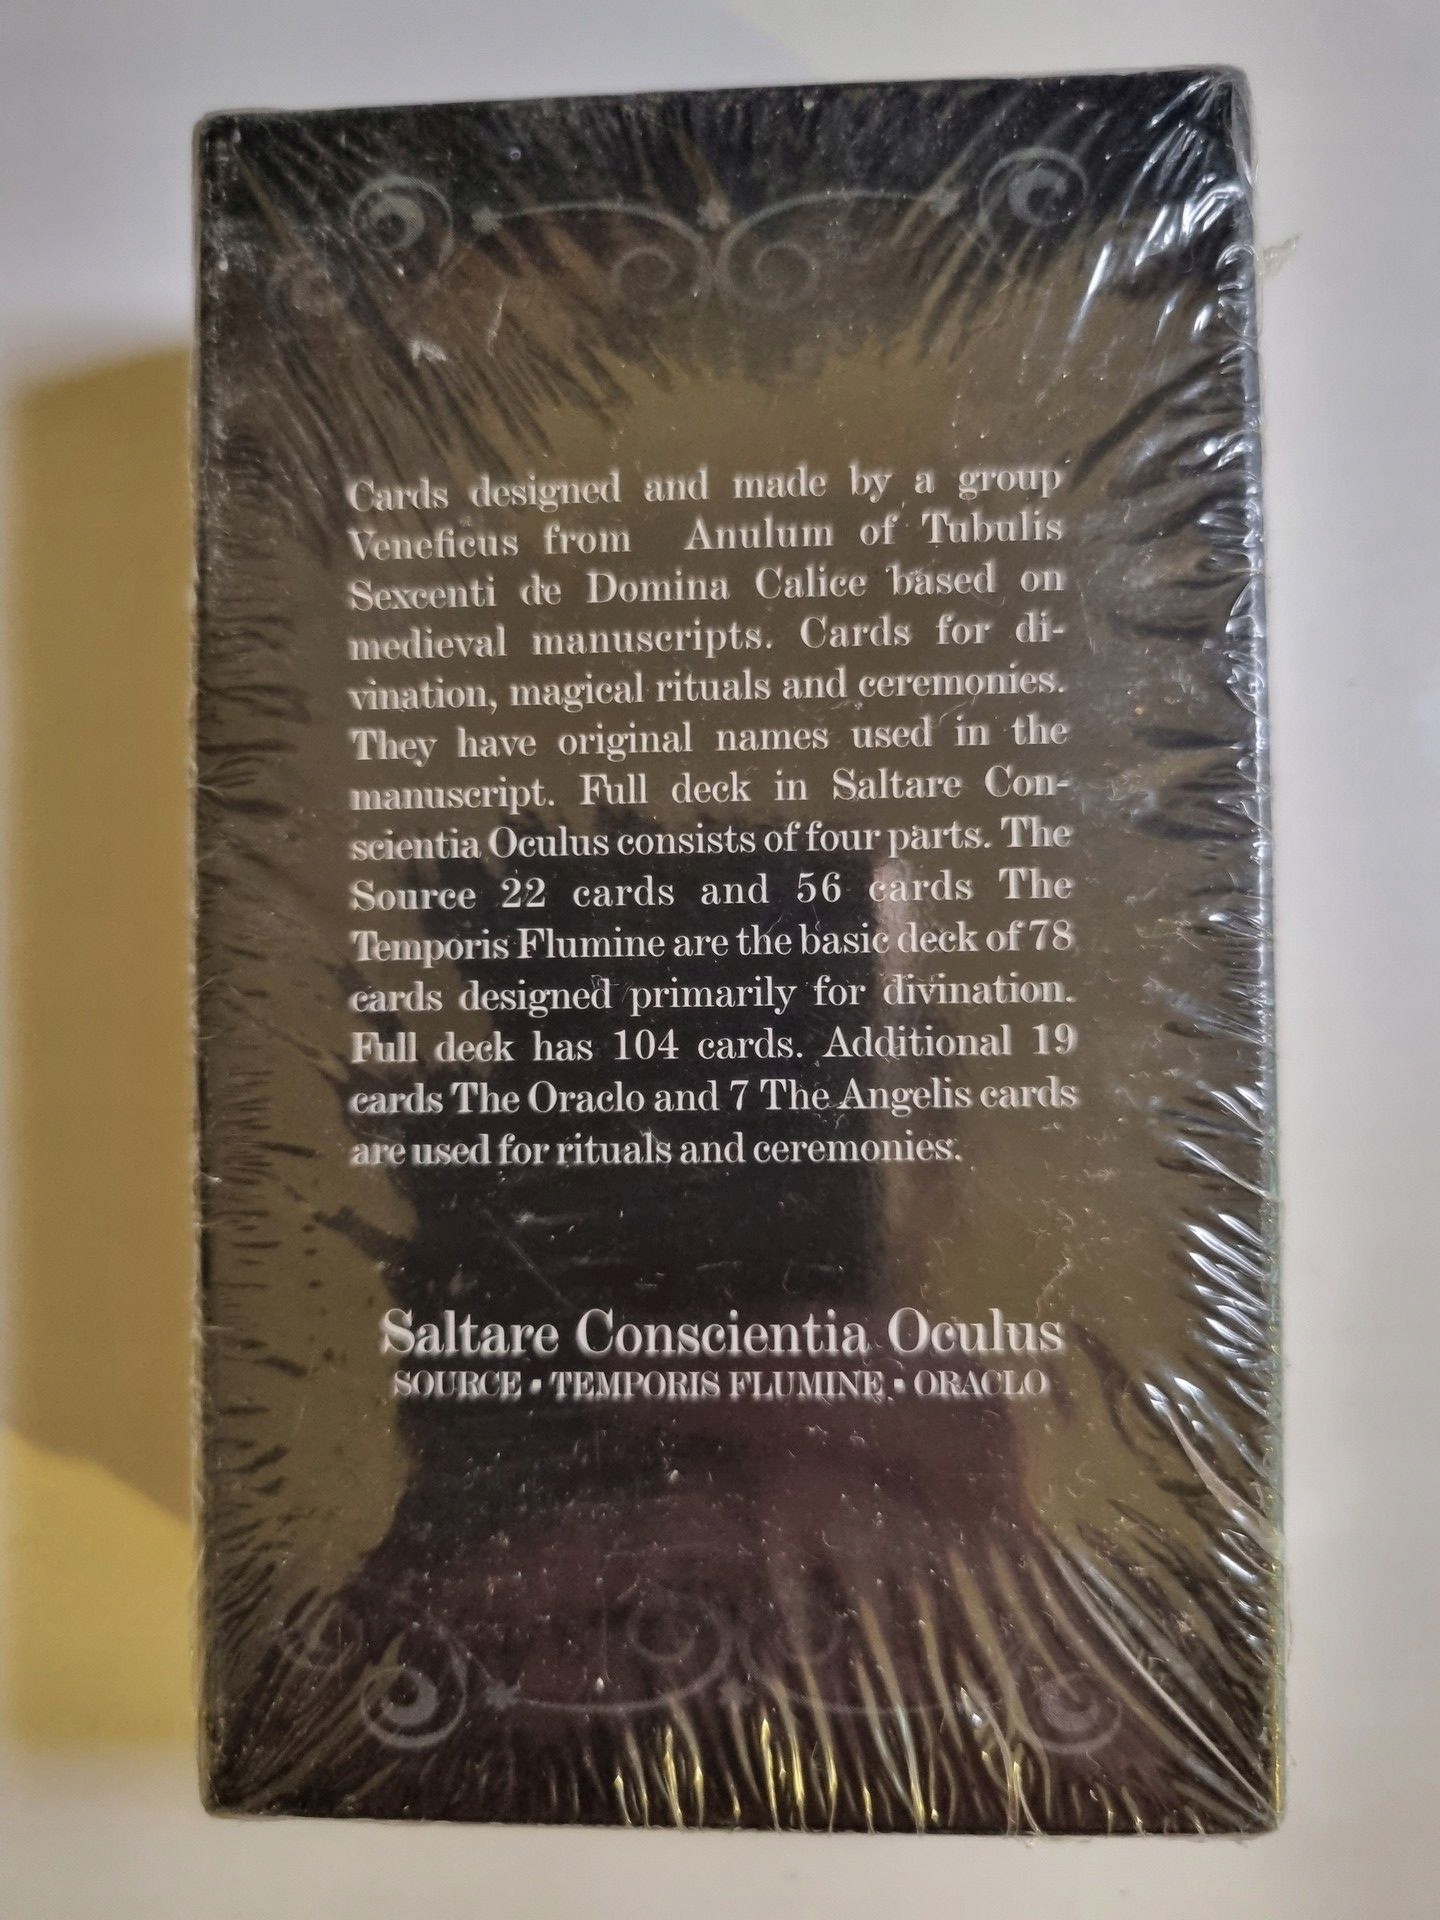 Cards designed and made by a group
Veneficus from Anulum of Tubulis
Sexcenti de Domina Calice based on
medieval manuscripts. Cards for di-
vination, magical rituals and ceremonies.
They have original names used in the
manuscript. Full deck in Saltare Con-
scientia Oculus consists of four parts. The
Source 22 cards and 56 cards The
Temporis Flumine are the basic deck of 78
cards designed primarily for divination.
Full deck has 104 cards. Additional 19
cards The Oraclo and 7 The Angelis cards
are used for rituals and ceremonies.
Saltare Conscientia Oculus
SOURCE ▪ TEMPORIS FLUMINE ▪ ORACLO